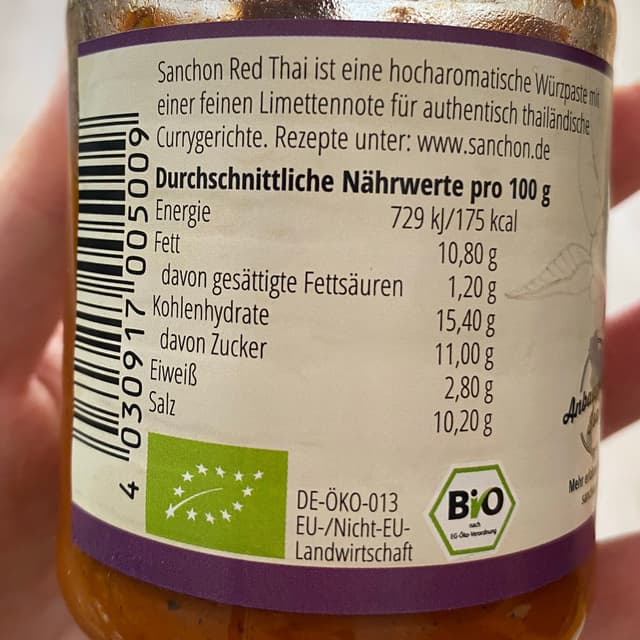 Sanchon Red Thai ist eine hocharomatische Würzpaste mit
einer feinen Limettennote für authentisch thailändische
Currygerichte. Rezepte unter: www.sanchon.de
Durchschnittliche Nährwerte pro 100 g
Energie 729 kJ/175 kcal
Fett 10,80 g
davon gesättigte Fettsäuren 1,20 g
Kohlenhydrate 15,40 g
davon Zucker 11,00 g
Eiweiß 2,80 g
Salz 10,20 g
4 030917 005009
DE-ÖKO-013
EU-/Nicht-EU-
Landwirtschaft
BiO
nach
EG-Öko-Verordnung
Mehr